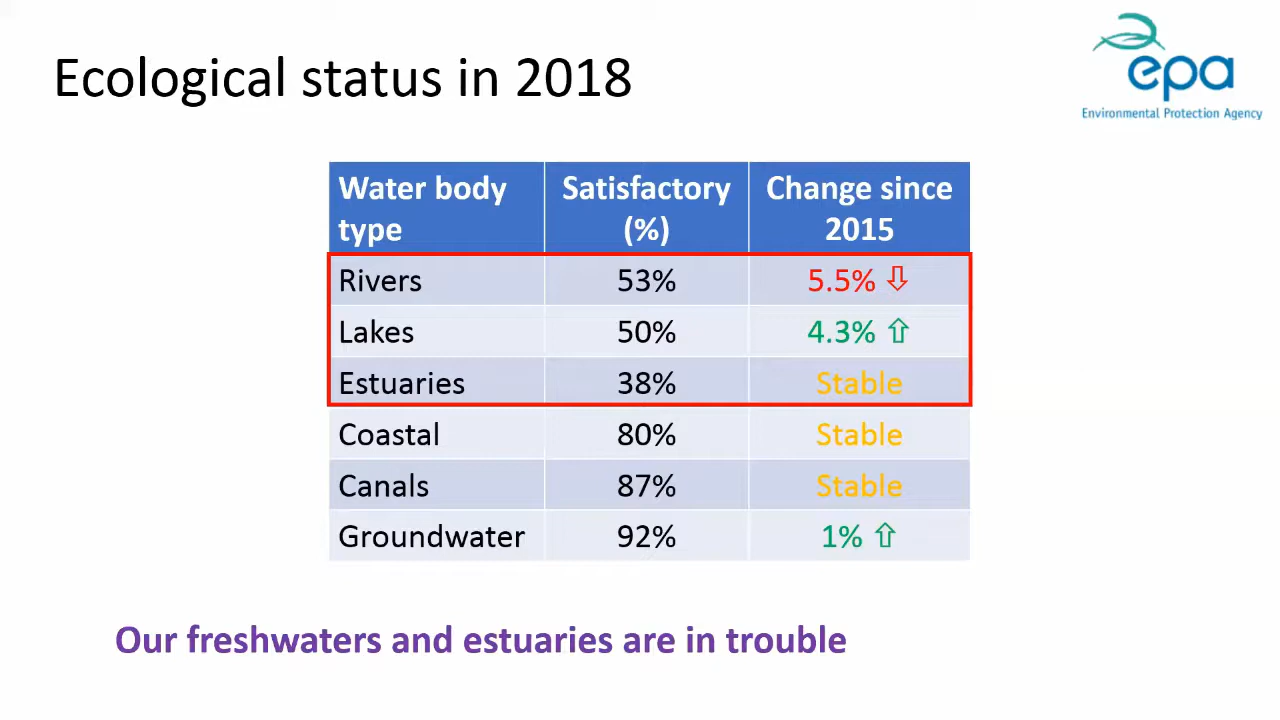 Ecological status in 2018
epa
Environmental Protection Agency
Water body type Satisfactory (%) Change since 2015
Rivers 53% 5.5% ⇩
Lakes 50% 4.3% ⇧
Estuaries 38% Stable
Coastal 80% Stable
Canals 87% Stable
Groundwater 92% 1% ⇧
Our freshwaters and estuaries are in trouble